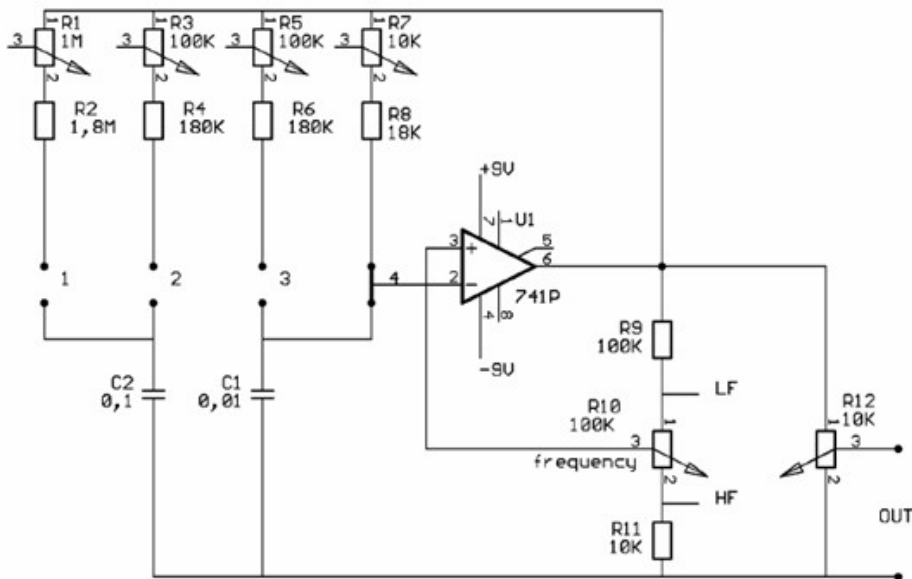 1 R1 1 R3 1 R5 1 R7
3 1M 3 100K 3 100K 3 10K
2 2 2 2
R2 R4 R6 R8
1,8M 180K 180K 18K
+9V
7 1 U1
3 + 5
6
1 2 3 4 2 -
741P
4 8
-9V
R9
100K
C2 C1
0,1 0,01
LF
R10 1 R12
100K 1 10K
3 3
frequency
2 2
HF
OUT
R11
10K